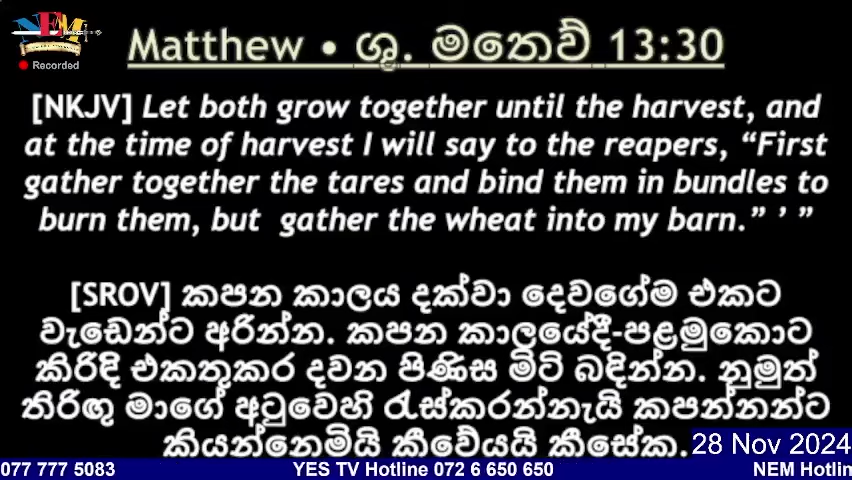 NEM
Recorded
Matthew • ශු. මතෙව් 13:30
[NKJV] Let both grow together until the harvest, and
at the time of harvest I will say to the reapers, “First
gather together the tares and bind them in bundles to
burn them, but gather the wheat into my barn.” ’ ”
[SROV] කපන කාලය දක්වා දෙවගේම එකට
වැඩෙන්ට අරින්න. කපන කාලයේදී-පළමුකොට
කිරිඳි එකතුකර දවන පිණිස මිටි බඳින්න. නුමුත්
තිරිඟු මාගේ අටුවෙහි රැස්කරන්නැයි කපන්නන්ට
කියන්නෙමියි කීවේයයි කීසේක.
28 Nov 2024
077 777 5083 YES TV Hotline 072 6 650 650 NEM Hotlin